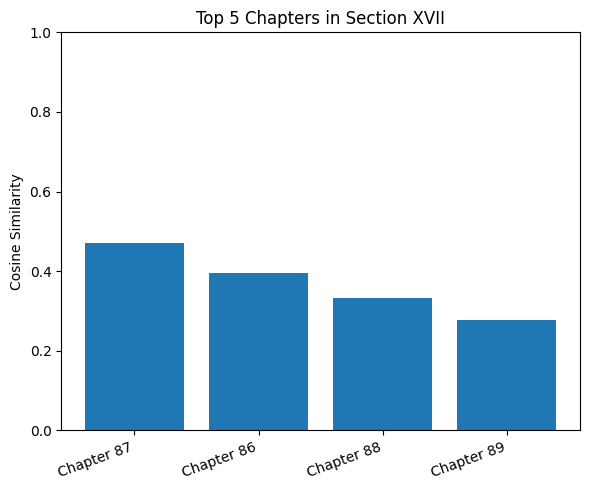 Top 5 Chapters in Section XVII
1.0
0.8
0.6
0.4
0.2
0.0
Cosine Similarity
Chapter 87
Chapter 86
Chapter 88
Chapter 89